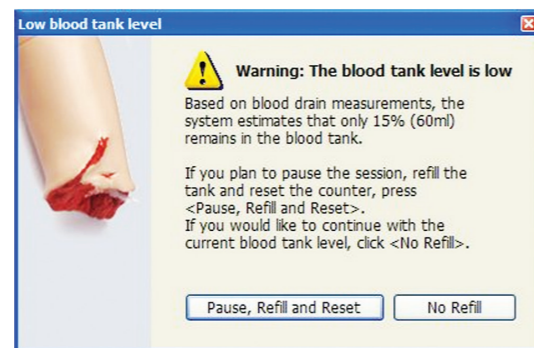 Low blood tank level
Warning: The blood tank level is low
Based on blood drain measurements, the
system estimates that only 15% (60ml)
remains in the blood tank.
If you plan to pause the session, refill the
tank and reset the counter, press
<Pause, Refill and Reset>.
If you would like to continue with the
current blood tank level, click <No Refill>.
Pause, Refill and Reset
No Refill